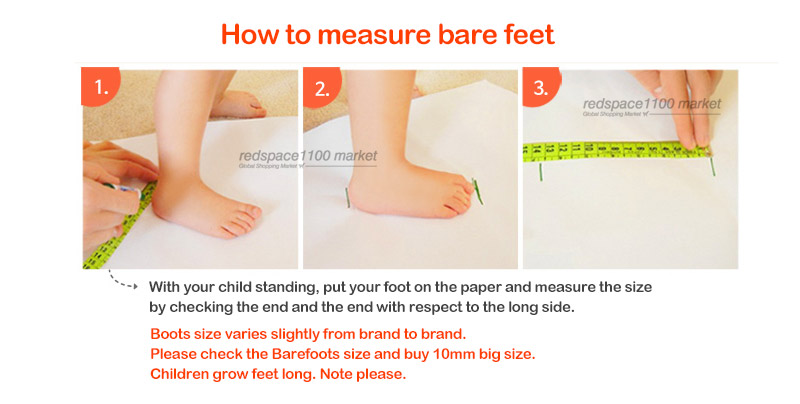 How to measure bare feet
1.
2.
3.
redspace1100 market
Global Shopping Market
redspace1100 market
Global Shopping Market
With your child standing, put your foot on the paper and measure the size
by checking the end and the end with respect to the long side.
Boots size varies slightly from brand to brand.
Please check the Barefoots size and buy 10mm big size.
Children grow feet long. Note please.